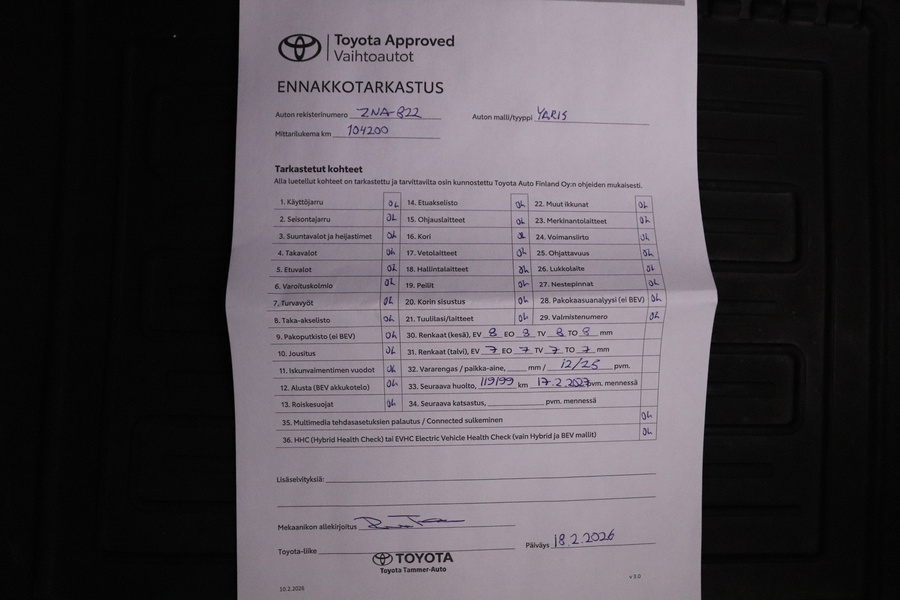 Toyota Approved
Vaihtoautot
ENNAKKOTARKASTUS
Auton rekisterinumero ZNA-822 Auton malli/tyyppi YARIS
Mittarilukema km 104200
Tarkastetut kohteet
Alla luetellut kohteet on tarkastettu ja tarvittavilta osin kunnostettu Toyota Auto Finland Oy:n ohjeiden mukaisesti.
1. Käyttöjarru Ok 14. Etuakselisto Ok 22. Muut ikkunat Ok
2. Seisontajarru Ok 15. Ohjauslaitteet Ok 23. Merkinantolaitteet Ok
3. Suuntavalot ja heijastimet Ok 16. Kori Ok 24. Voimansiirto Ok
4. Takavalot Ok 17. Vetolaitteet Ok 25. Ohjattavuus Ok
5. Etuvalot Ok 18. Hallintalaitteet Ok 26. Lukkolaite Ok
6. Varoituskolmio Ok 19. Peilit Ok 27. Nestepinnat Ok
7. Turvavyöt Ok 20. Korin sisustus Ok 28. Pakokaasuanalyysi (ei BEV) Ok
8. Taka-akselisto Ok 21. Tuulilasi/laitteet Ok 29. Valmistenumero Ok
9. Pakoputkisto (ei BEV) Ok 30. Renkaat (kesä), EV 8 EO 8 TV 8 TO 8 mm
10. Jousitus Ok 31. Renkaat (talvi), EV 7 EO 7 TV 7 TO 7 mm
11. Iskunvaimentimen vuodot Ok 32. Vararengas / paikka-aine, mm / 12/25 pvm.
12. Alusta (BEV akkukotelo) Ok 33. Seuraava huolto, 119199 km 17.2.2027 pvm. mennessä
13. Roiskesuojat Ok 34. Seuraava katsastus, pvm. mennessä
35. Multimedia tehdasasetuksien palautus / Connected sulkeminen Ok
36. HHC (Hybrid Health Check) tai EVHC Electric Vehicle Health Check (vain Hybrid ja BEV mallit) Ok
Lisäselvityksiä:
Mekaanikon allekirjoitus
Toyota-liike Päiväys 18.2.2026
TOYOTA
Toyota Tammer-Auto
10.2.2026 v 3.0